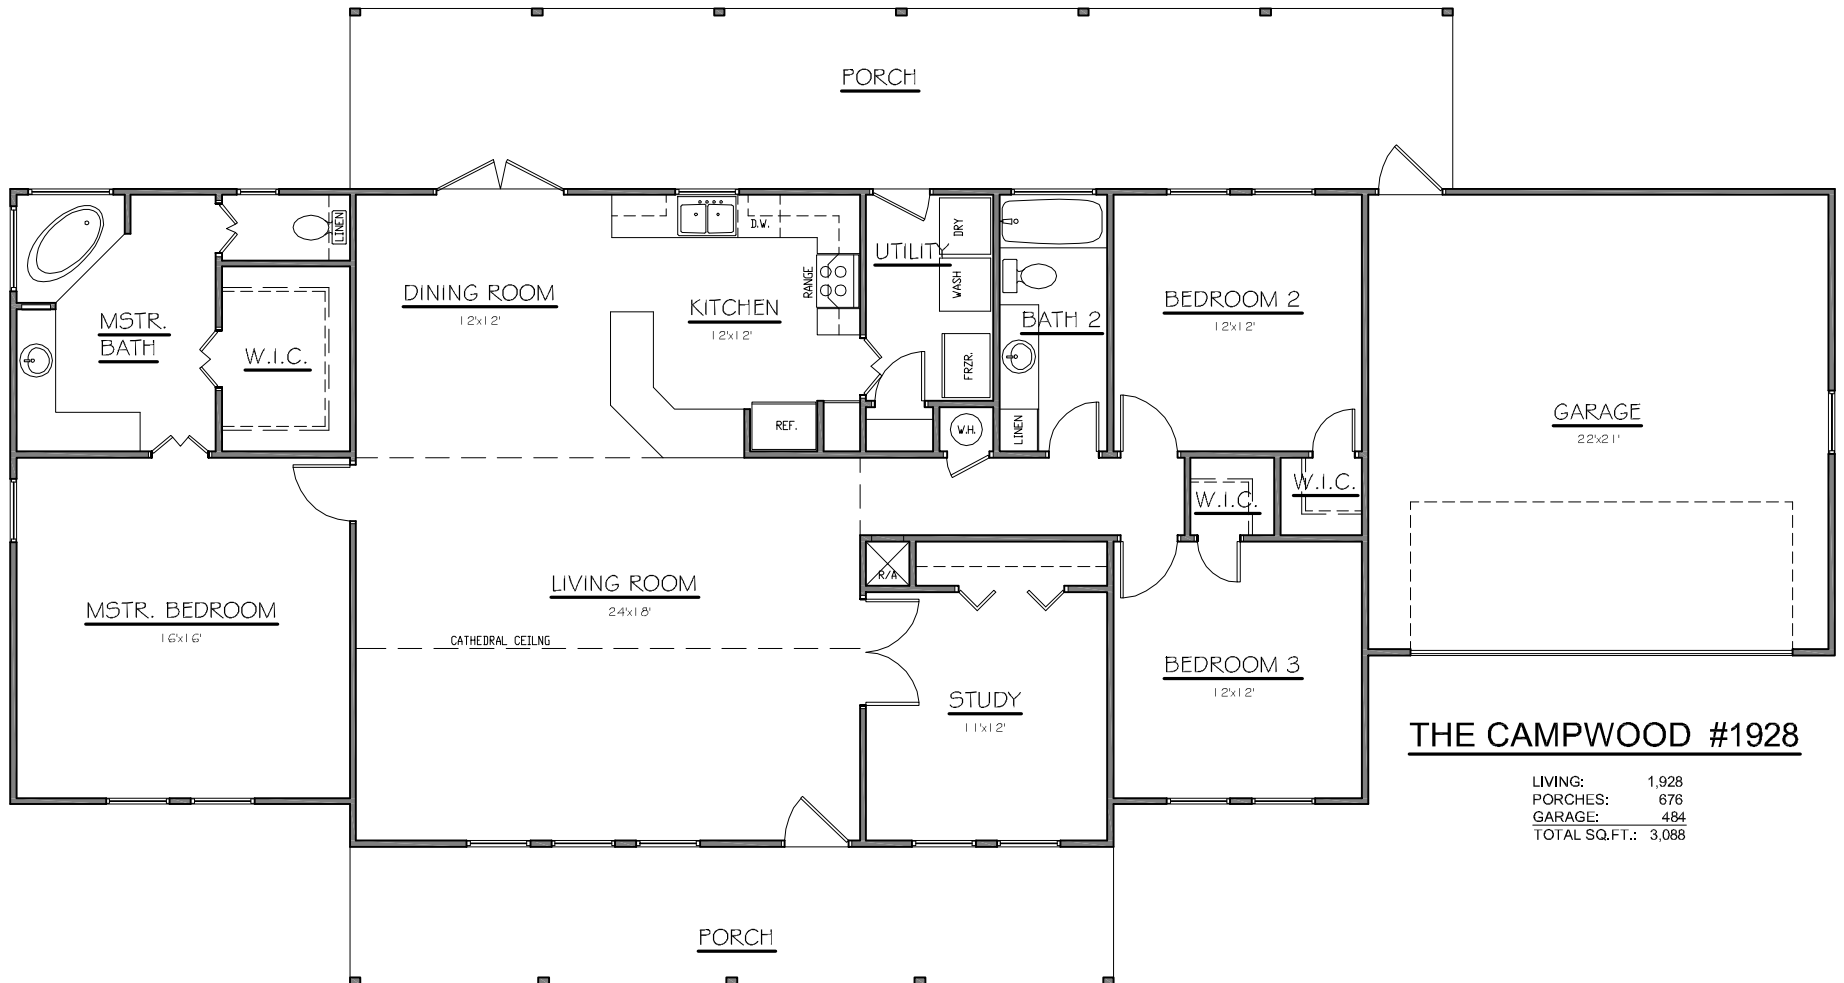 PORCH
LINEN
D.W.
DRY
UTILITY
WASH
RANGE
DINING ROOM
12'x12'
KITCHEN
12'x12'
BEDROOM 2
12'x12'
MSTR.
BATH
W.I.C.
BATH 2
FRZR.
REF.
W.H.
LINEN
GARAGE
22'x21'
W.I.C.
W.I.C.
R/A
LIVING ROOM
24'x18'
MSTR. BEDROOM
16'x16'
CATHEDRAL CEILNG
BEDROOM 3
12'x12'
STUDY
11'x12'
THE CAMPWOOD #1928
LIVING: 1,928
PORCHES: 676
GARAGE: 484
TOTAL SQ.FT.: 3,088
PORCH